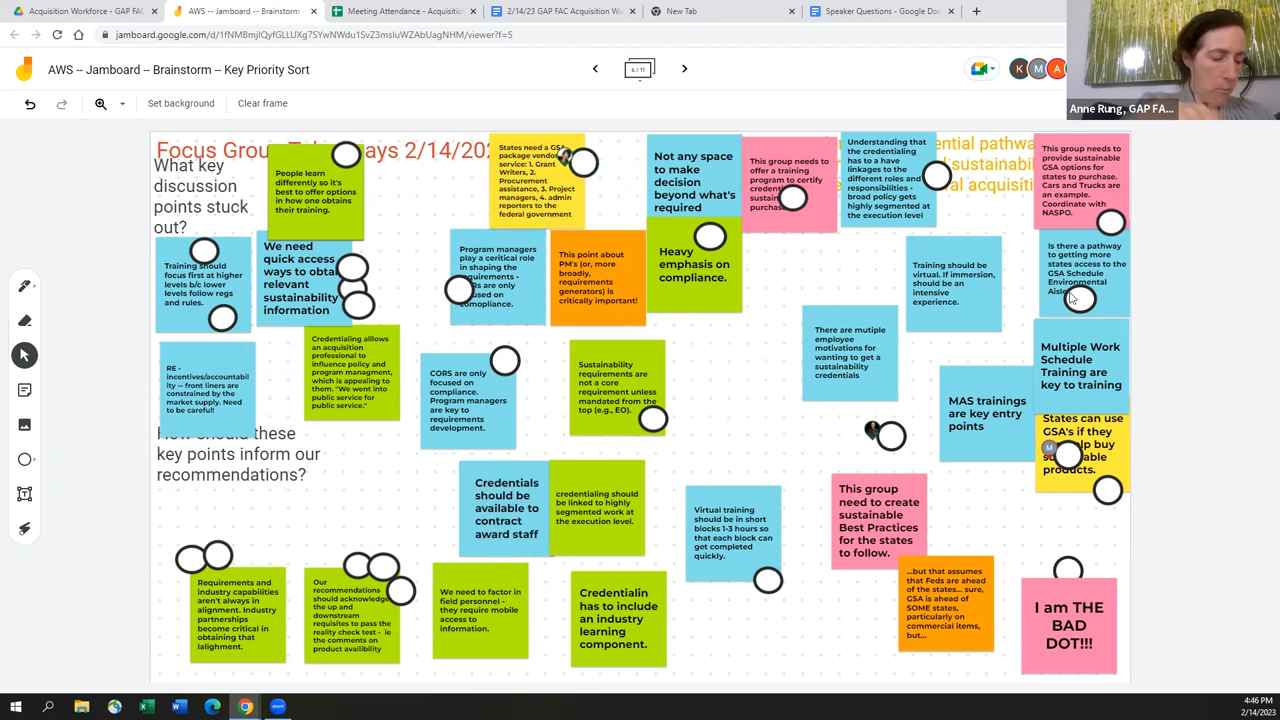 Acquisition Workforce - GAP FAC
AWS -- Jamboard -- Brainstorm -
Meeting Attendance - Acquisition
2/14/23 GAP FAC Acquisition Wo
New Tab
Speaker Questions - Google Doc
AWS -- Jamboard -- Brainstorm -- Key Priority Sort
6 / 11
K M A
Set background
Clear frame
Anne Rung, GAP FA...
Focus Grou
ays 2/14/202
What key
discussion
points stuck
out?
How should these
key points inform our
recommendations?
People learn
differently so it's
best to offer options
in how one obtains
their training.
States need a GSA
package vendor
service: 1. Grant
Writers, 2.
Procurement
assistance, 3. Project
managers, 4. admin
reporters to the
federal government
Not any space
to make
decision
beyond what's
required
This group needs to
offer a training
program to certify
Understanding that
the credentialing
has to a have
linkages to the
different roles and
responsibilities -
broad policy gets
highly segmented at
the execution level
This group needs to
provide sustainable
GSA options for
states to purchase.
Cars and Trucks are
an example.
Coordinate with
NASPO.
Training should
focus first at higher
levels b/c lower
levels follow regs
and rules.
We need
quick access
ways to obtain
relevant
sustainability
information
Program managers
play a ceritical role
in shaping the
requirements -
are only
on
comopliance.
This point about
PM's (or, more
broadly,
requirements
generators) is
critically important!
Heavy
emphasis on
compliance.
Training should be
virtual. If immersion,
should be an
intensive
experience.
Is there a pathway
to getting more
states access to the
GSA Schedule
Environmental
RE -
incentives/accountabil
ity -- front liners are
constrained by the
market supply. Need
to be careful!
Credentialing alllows
an acquisition
professional to
influence policy and
program managment,
which is appealing to
them. "We went into
public service for
public service."
CORS are only
focused on
compliance.
Program managers
are key to
requirements
development.
Sustainability
requirements are
not a core
requirement unless
mandated from the
top (e.g., EO).
There are mutiple
employee
motivations for
wanting to get a
sustainability
credentials
MAS trainings
are key entry
points
Multiple Work
Schedule
Training are
key to training
States can use
GSA's if they
buy
products.
Credentials
should be
available to
contract
award staff
credentialing should
be linked to highly
segmented work at
the execution level.
Virtual training
should be in short
blocks 1-3 hours so
that each block can
get completed
quickly.
This group
need to create
sustainable
Best Practices
for the states
to follow.
...but that assumes
that Feds are ahead
of the states... sure,
GSA is ahead of
SOME states,
particularly on
commercial items,
but...
Requirements and
industry capabilities
aren't always in
alignment. Industry
partnerships
become critical in
obtaining that
lalighment.
Our
recommendations
should acknowledge
the up and
downstream
requisites to pass the
reality check test - ie
the comments on
product availibility
We need to factor in
field personnel -
they require mobile
access to
information.
Credentialin
has to include
an industry
learning
component.
I am THE
BAD
DOT!!!
4:46 PM
2/14/2023